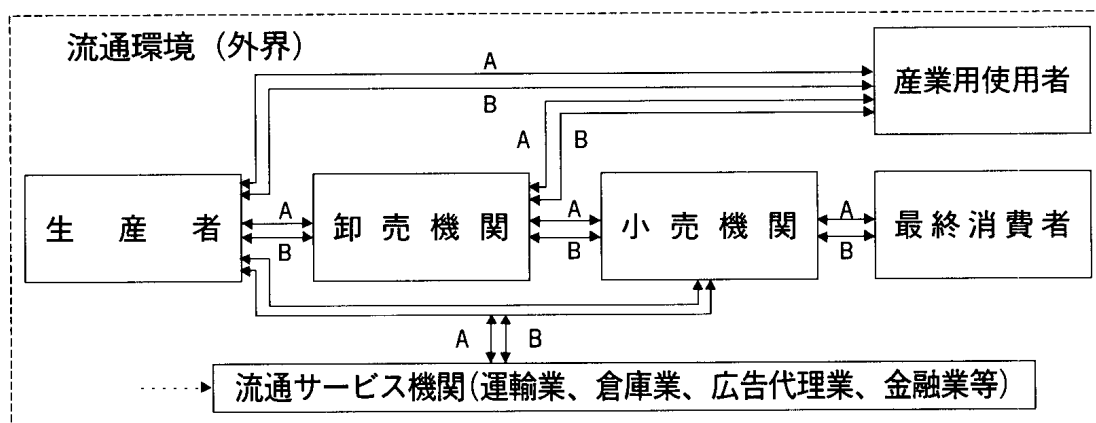 流通環境（外界）
A
B
産業用使用者
A B
生産者
A
B
卸売機関
A
B
小売機関
A
B
最終消費者
A B
流通サービス機関(運輸業、倉庫業、広告代理業、金融業等)